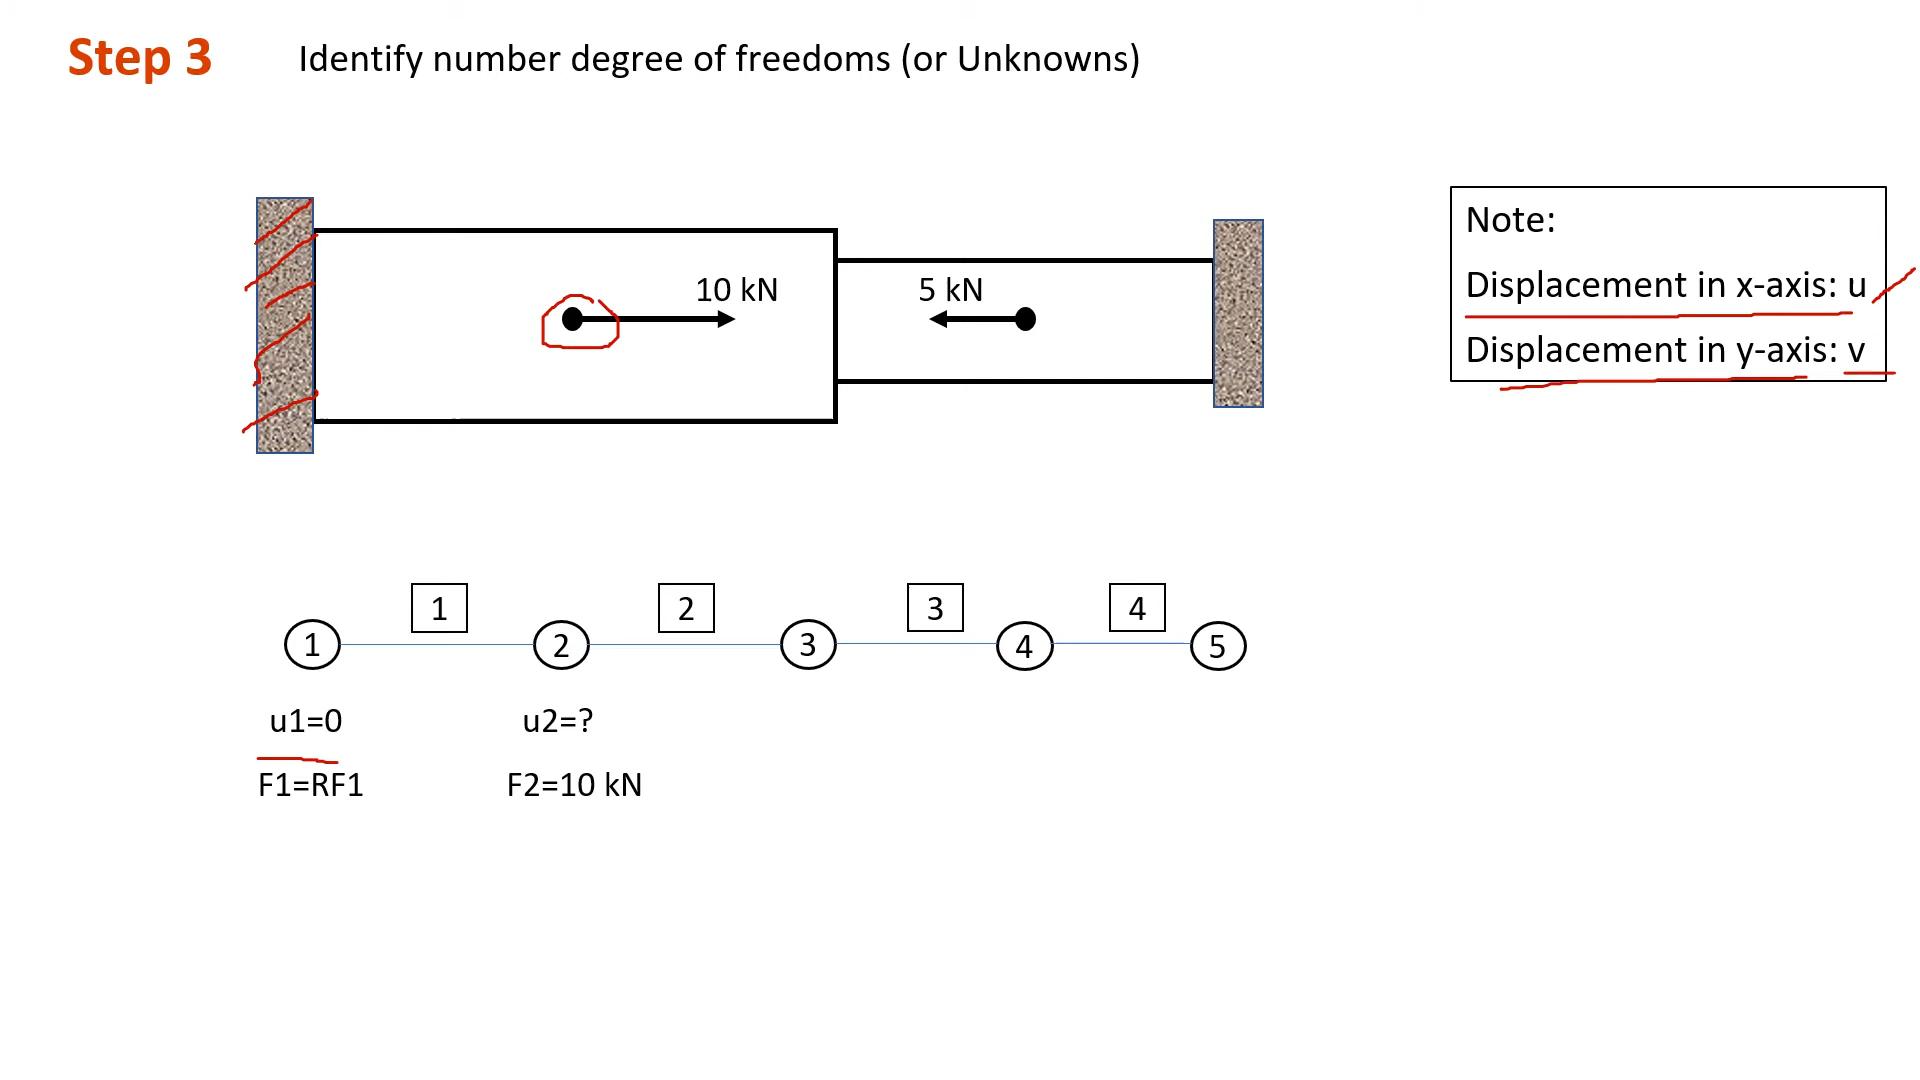 Step 3
Identify number degree of freedoms (or Unknowns)
10 kN
5 kN
Note:
Displacement in x-axis: u
Displacement in y-axis: v
1
2
3
4
1
2
3
4
5
u1=0
u2=?
F1=RF1
F2=10 kN